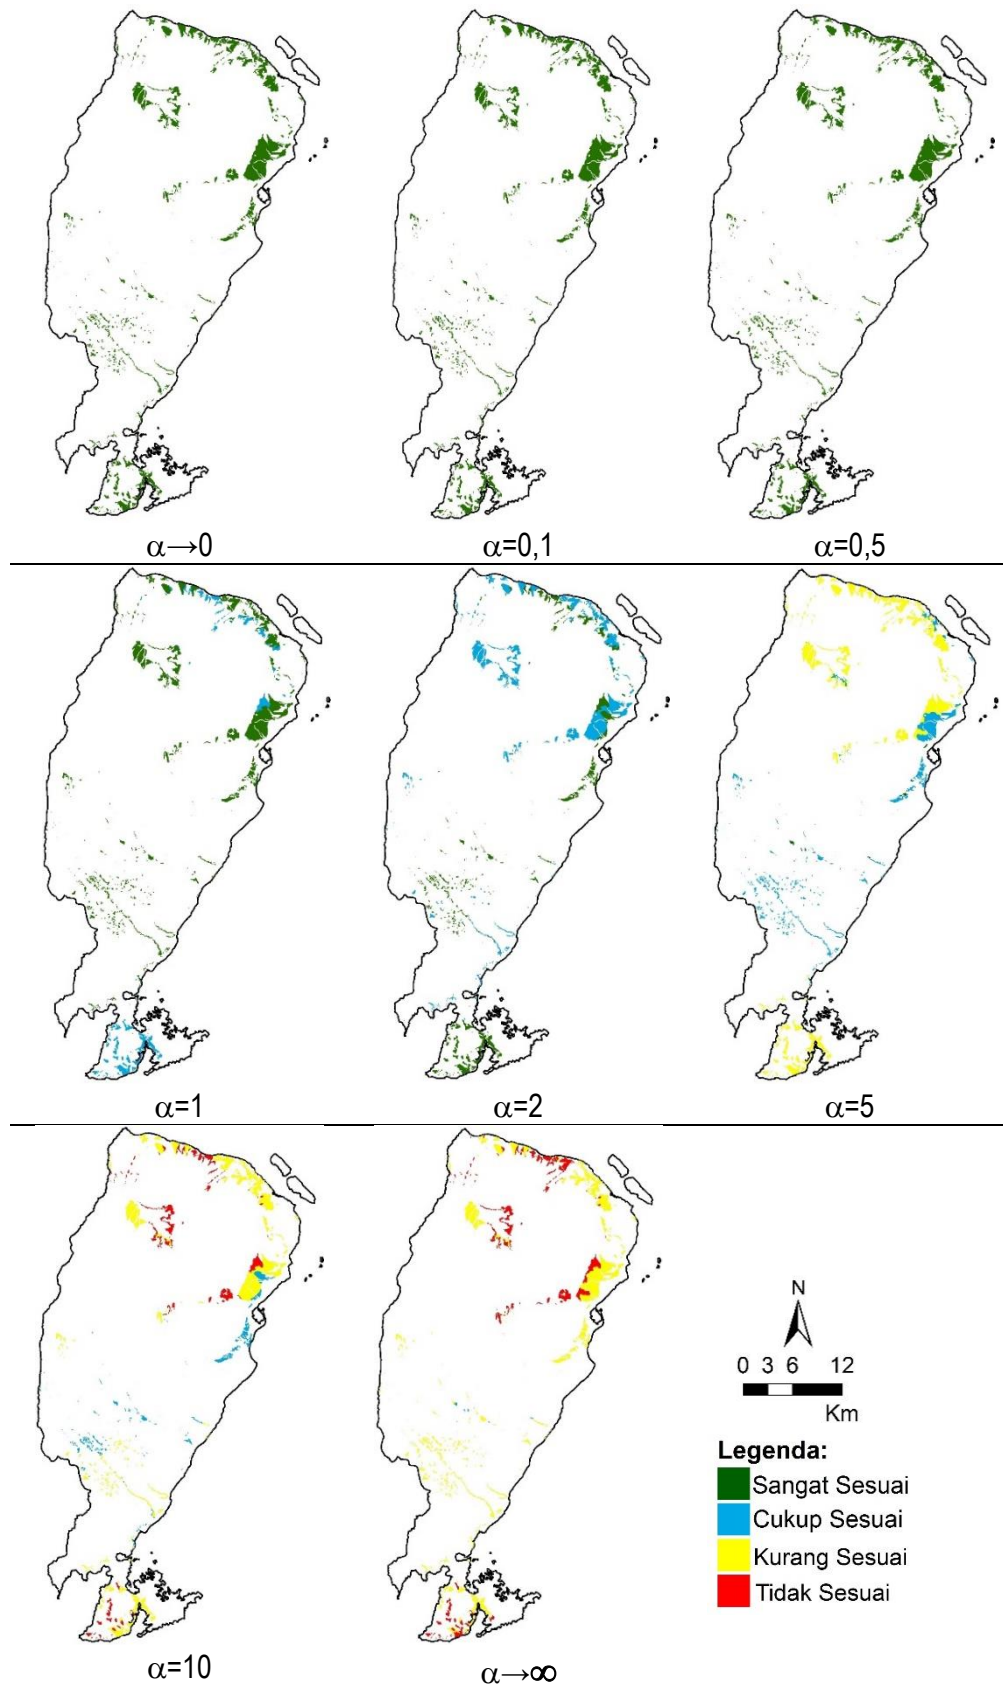 α→0
α=0,1
α=0,5
α=1
α=2
α=5
α=10
α→∞
N
0 3 6 12
Km
Legenda:
Sangat Sesuai
Cukup Sesuai
Kurang Sesuai
Tidak Sesuai